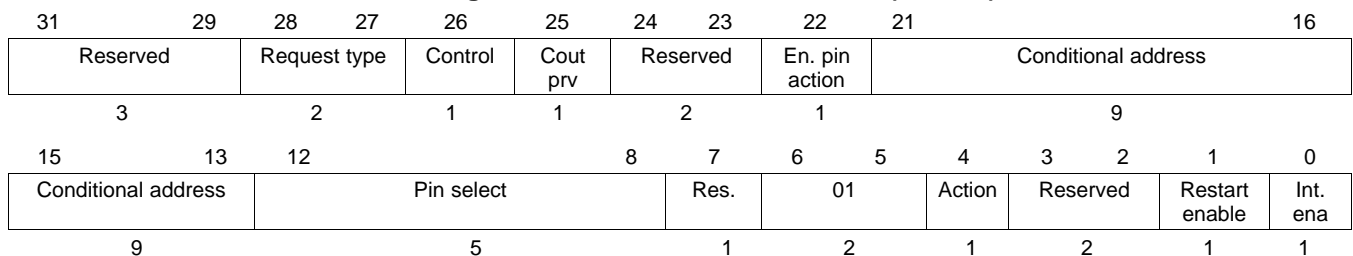 31 29 28 27 26 25 24 23 22 21 16
Reserved Request type Control Cout prv Reserved En. pin action Conditional address
3 2 1 1 2 1 9
15 13 12 8 7 6 5 4 3 2 1 0
Conditional address Pin select Res. 01 Action Reserved Restart enable Int. ena
9 5 1 2 1 2 1 1